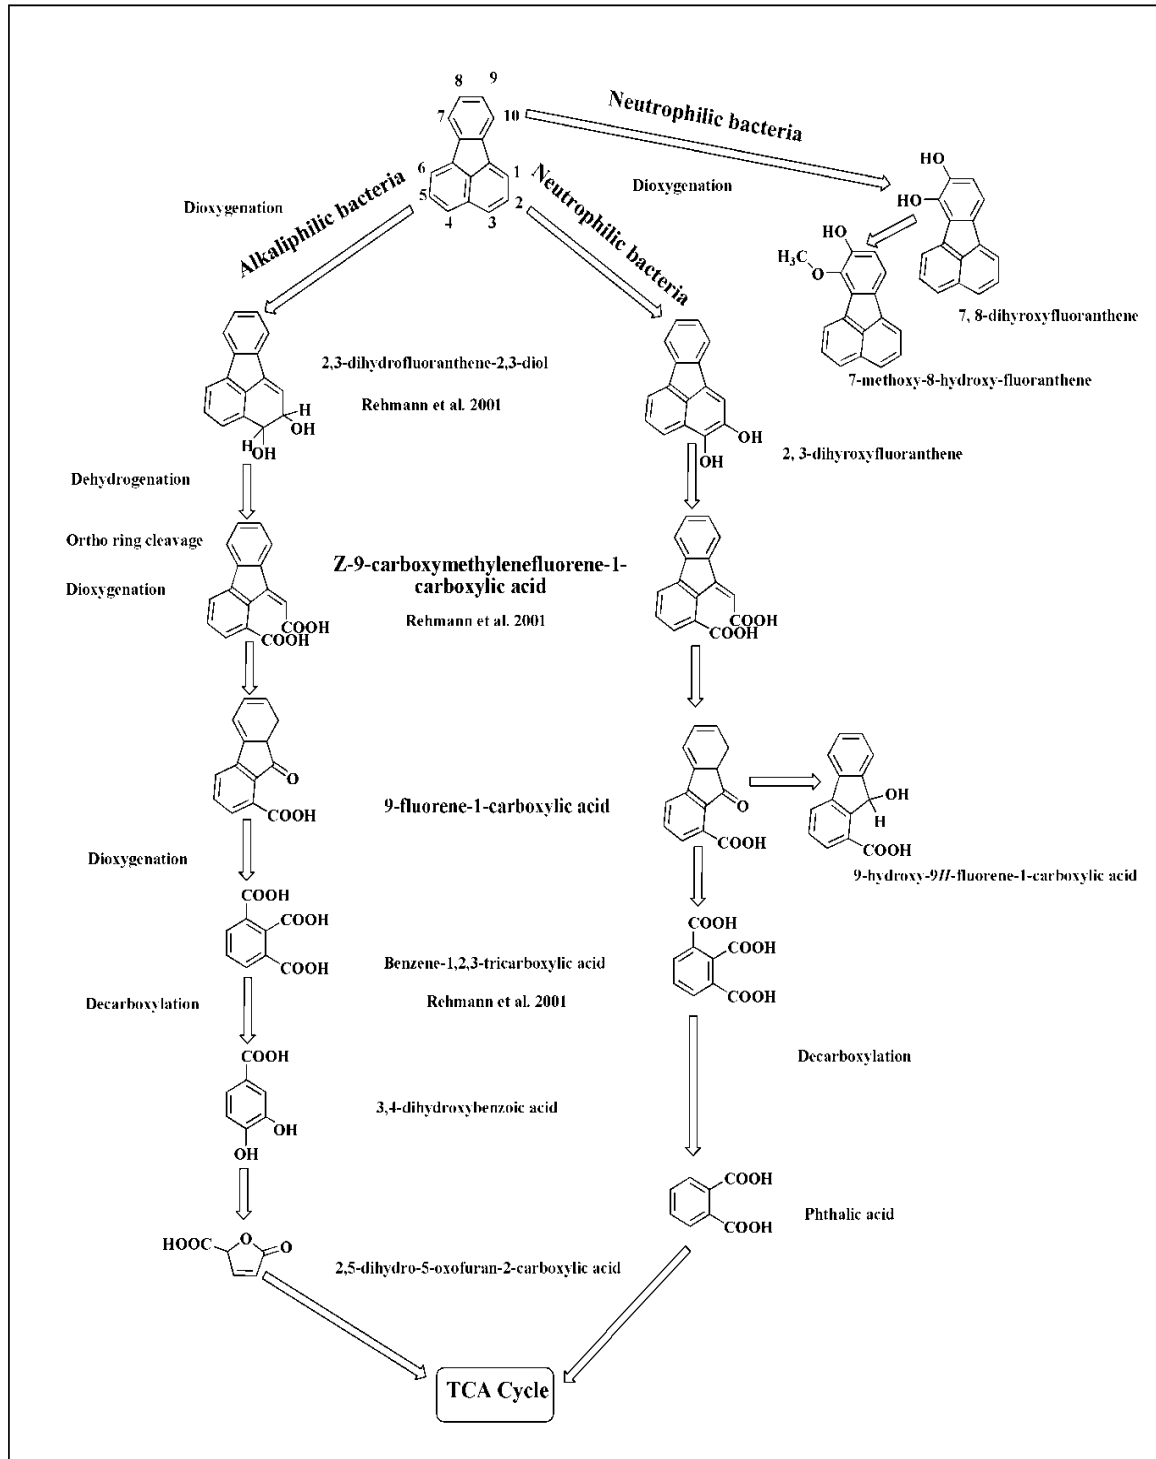 8 9
7 10
6 1
5 2
4 3
Neutrophilic bacteria
Dioxygenation
Alkaliphilic bacteria
Dioxygenation
Neutrophilic bacteria
HO
HO
7, 8-dihyroxyfluoranthene
HO
H3C
O
7-methoxy-8-hydroxy-fluoranthene
2,3-dihydrofluoranthene-2,3-diol
Rehmann et al. 2001
H
OH
H
OH
OH
OH
2, 3-dihyroxyfluoranthene
Dehydrogenation
Ortho ring cleavage
Dioxygenation
COOH
COOH
Z-9-carboxymethylenefluorene-1-
carboxylic acid
Rehmann et al. 2001
COOH
COOH
O
COOH
9-fluorene-1-carboxylic acid
O
COOH
OH
H
COOH
9-hydroxy-9H-fluorene-1-carboxylic acid
Dioxygenation
COOH
COOH
COOH
Benzene-1,2,3-tricarboxylic acid
Rehmann et al. 2001
COOH
COOH
COOH
Decarboxylation
Decarboxylation
COOH
OH
OH
3,4-dihydroxybenzoic acid
COOH
COOH
Phthalic acid
HOOC
O
O
2,5-dihydro-5-oxofuran-2-carboxylic acid
TCA Cycle